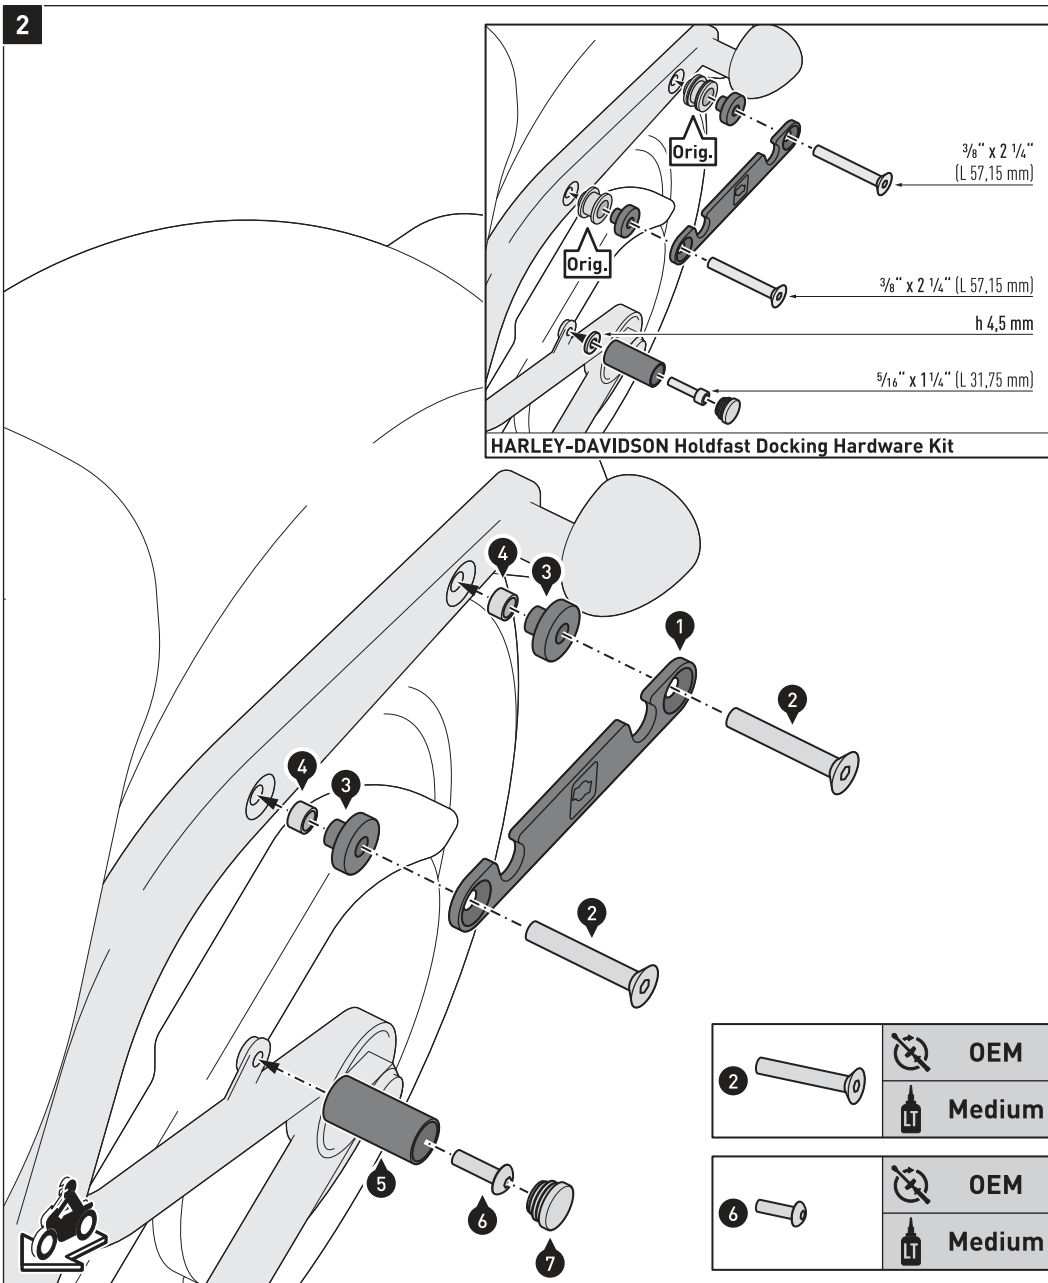 2
Orig.
Orig.
³/₈“ x 2 ¹/₄“
(L 57,15 mm)
³/₈“ x 2 ¹/₄“ (L 57,15 mm)
h 4,5 mm
⁵/₁₆“ x 1 ¹/₄“ (L 31,75 mm)
HARLEY-DAVIDSON Holdfast Docking Hardware Kit
4
3
1
2
4
3
2
5
6
7
2
OEM
LT
Medium
6
OEM
LT
Medium